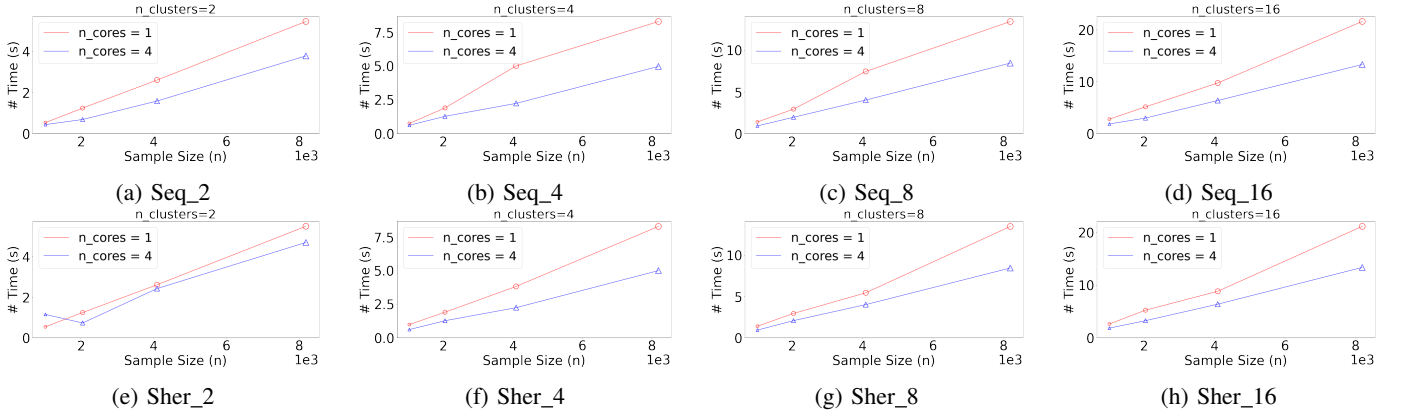 n_clusters=2
n_cores = 1
n_cores = 4
# Time (s)
4
2
0
2
4
6
8
1e3
Sample Size (n)
(a) Seq_2
n_clusters=4
n_cores = 1
n_cores = 4
# Time (s)
7.5
5.0
2.5
0.0
2
4
6
8
1e3
Sample Size (n)
(b) Seq_4
n_clusters=8
n_cores = 1
n_cores = 4
# Time (s)
10
5
0
2
4
6
8
1e3
Sample Size (n)
(c) Seq_8
n_clusters=16
n_cores = 1
n_cores = 4
# Time (s)
20
10
0
2
4
6
8
1e3
Sample Size (n)
(d) Seq_16
n_clusters=2
n_cores = 1
n_cores = 4
# Time (s)
4
2
0
2
4
6
8
1e3
Sample Size (n)
(e) Sher_2
n_clusters=4
n_cores = 1
n_cores = 4
# Time (s)
7.5
5.0
2.5
0.0
2
4
6
8
1e3
Sample Size (n)
(f) Sher_4
n_clusters=8
n_cores = 1
n_cores = 4
# Time (s)
10
5
0
2
4
6
8
1e3
Sample Size (n)
(g) Sher_8
n_clusters=16
n_cores = 1
n_cores = 4
# Time (s)
20
10
0
2
4
6
8
1e3
Sample Size (n)
(h) Sher_16